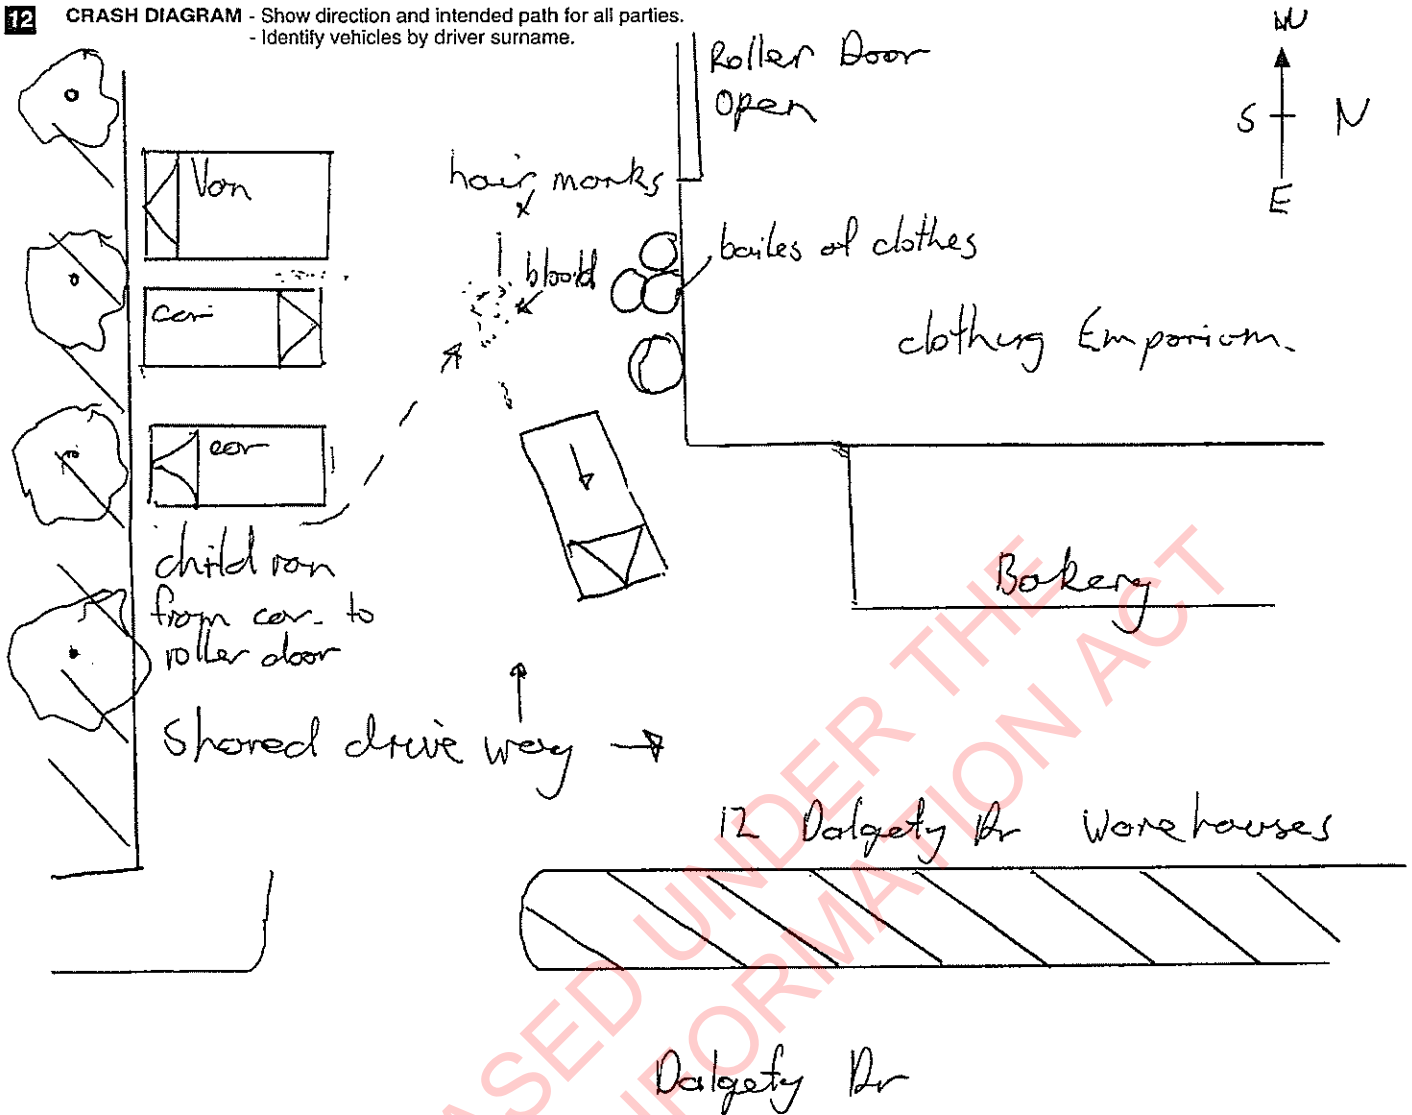 12 CRASH DIAGRAM - Show direction and intended path for all parties.
- Identify vehicles by driver surname.
W
S N
E
Roller Door
Open
Van
hair marks
bailes of clothes
blood
car
clothing Emporium.
car
child ran
from car. to
roller door
Bakery
Shared drive way
12 Dalgety Dr Warehouses
Dalgety Dr
ASED UNDER THE
FORMATION ACT